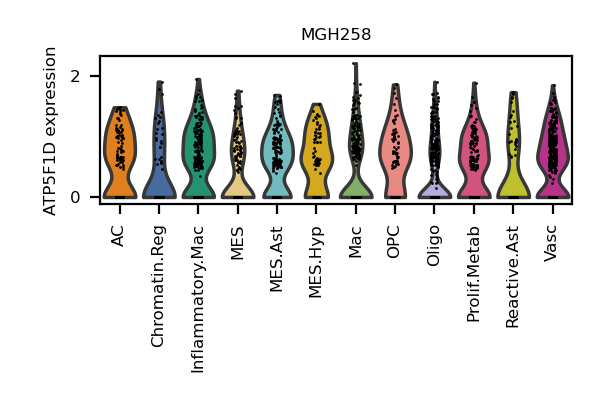 MGH258
ATP5F1D expression
2
0
AC
Chromatin.Reg
Inflammatory.Mac
MES
MES.Ast
MES.Hyp
Mac
OPC
Oligo
Prolif.Metab
Reactive.Ast
Vasc